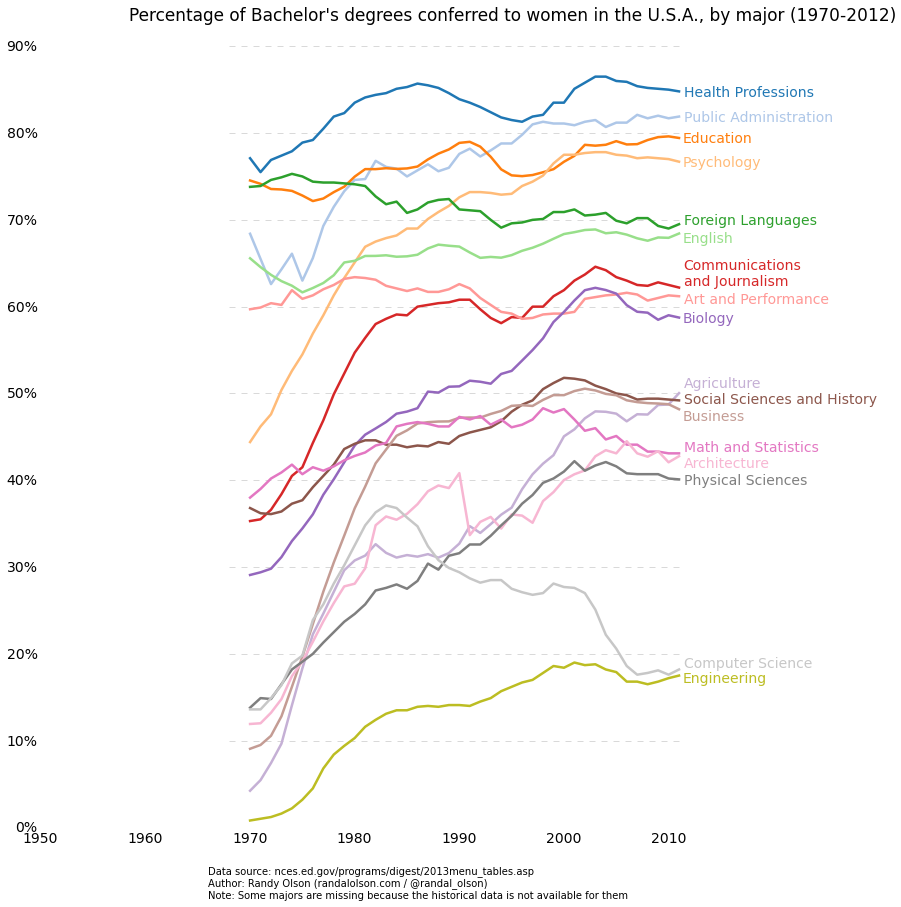 Percentage of Bachelor's degrees conferred to women in the U.S.A., by major (1970-2012)
90%
Health Professions
Public Administration
80%
Education
Psychology
70%
Foreign Languages
English
Communications
and Journalism
60%
Art and Performance
Biology
Agriculture
50%
Social Sciences and History
Business
Math and Statistics
Architecture
40%
Physical Sciences
30%
20%
Computer Science
Engineering
10%
0%
1950 1960 1970 1980 1990 2000 2010
Data source: nces.ed.gov/programs/digest/2013menu_tables.asp
Author: Randy Olson (randalolson.com / @randal_olson)
Note: Some majors are missing because the historical data is not available for them